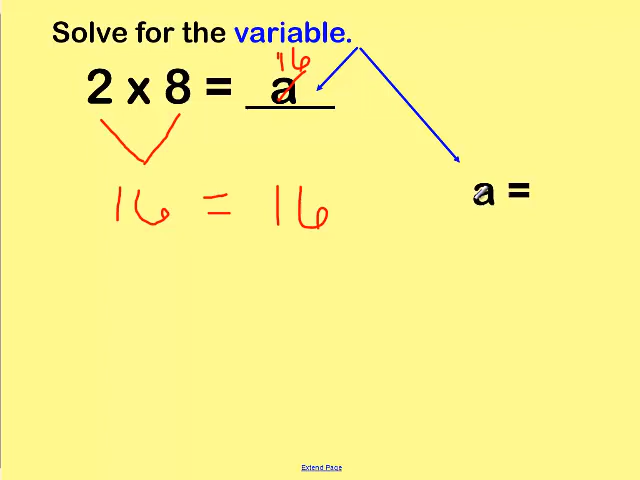 Solve for the variable.
16
2 x 8 = a
a =
16 = 16
Extend Page